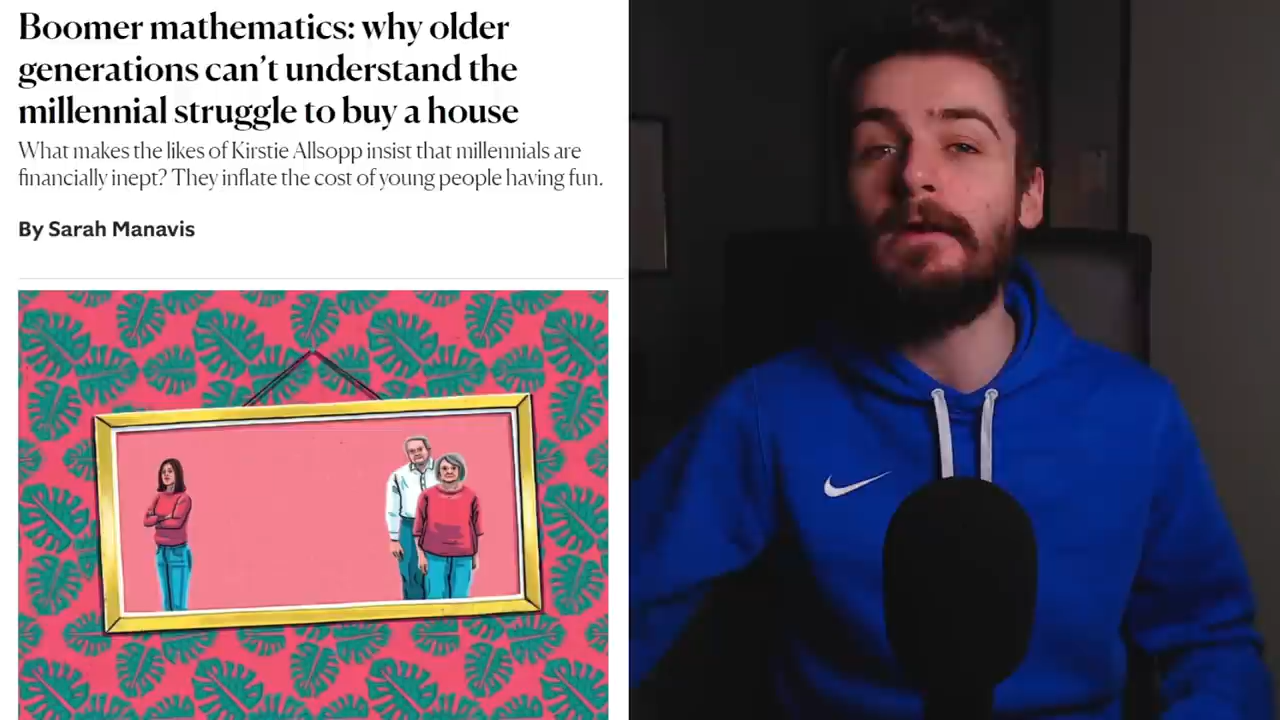 Boomer mathematics: why older
generations can’t understand the
millennial struggle to buy a house
What makes the likes of Kirstie Allsopp insist that millennials are
financially inept? They inflate the cost of young people having fun.
By Sarah Manavis